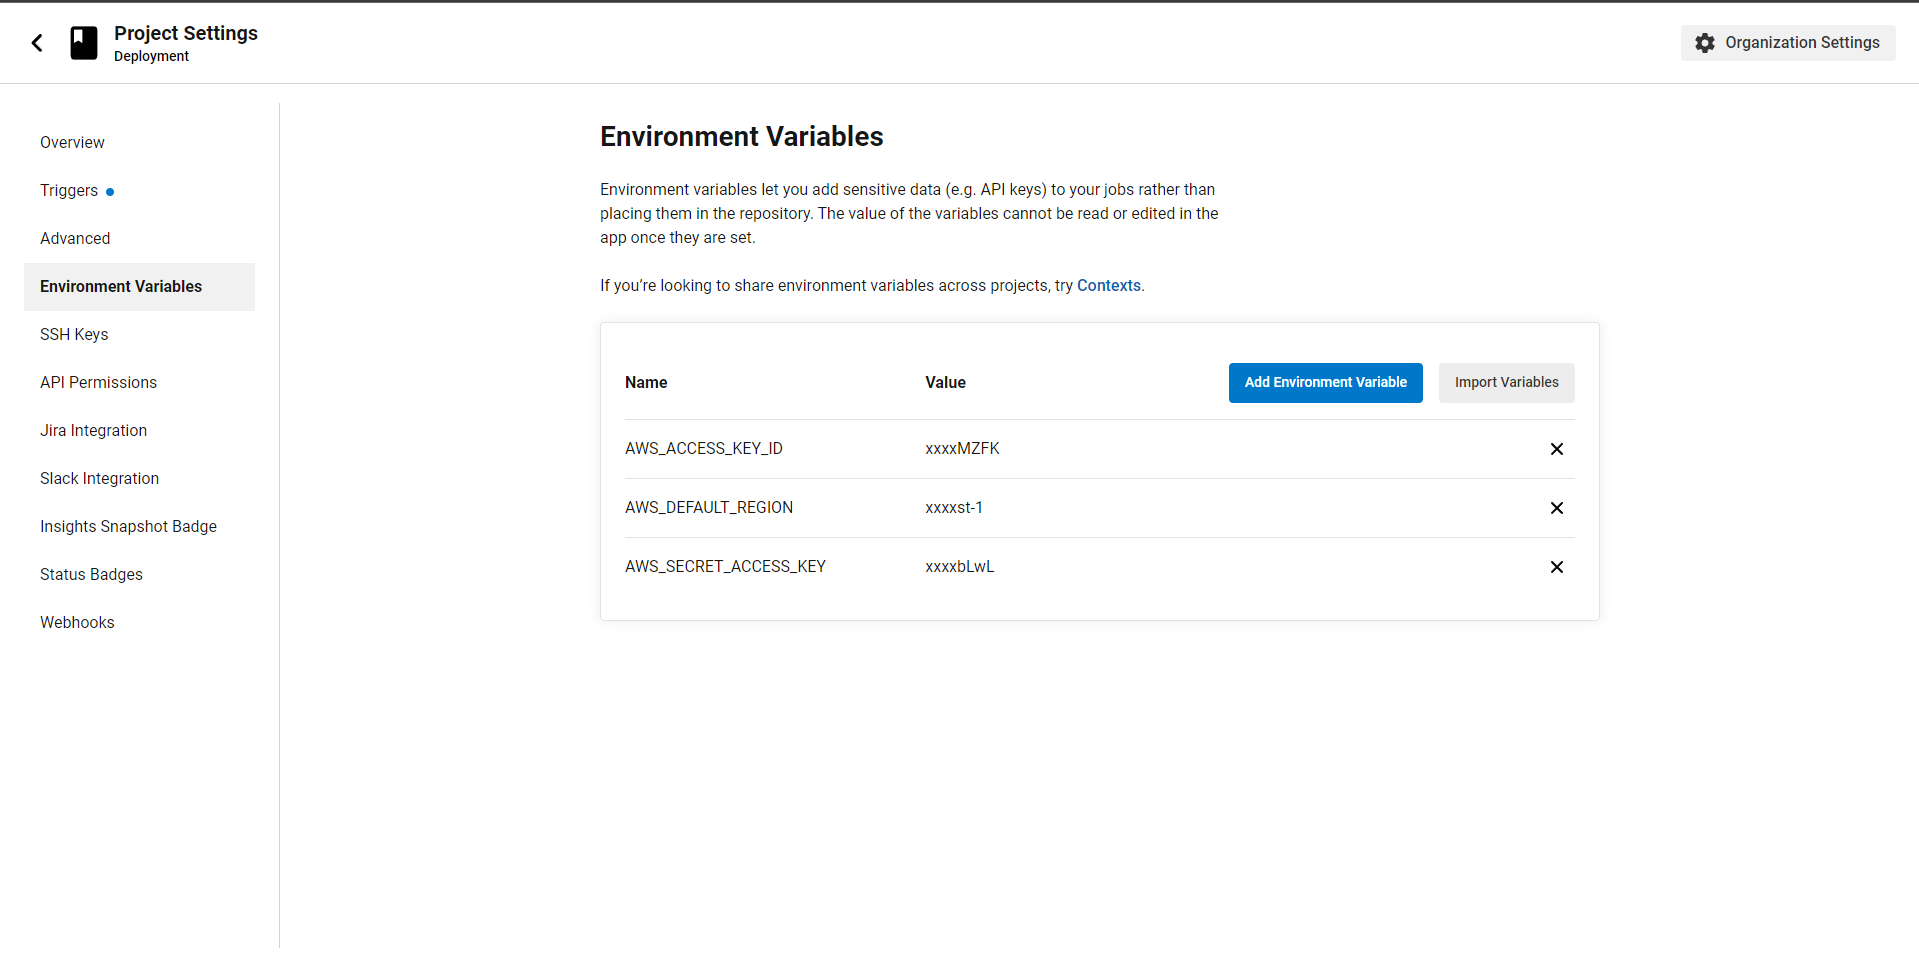 Project Settings
Deployment
Organization Settings
Overview
Triggers
Advanced
Environment Variables
SSH Keys
API Permissions
Jira Integration
Slack Integration
Insights Snapshot Badge
Status Badges
Webhooks
Environment Variables
Environment variables let you add sensitive data (e.g. API keys) to your jobs rather than
placing them in the repository. The value of the variables cannot be read or edited in the
app once they are set.
If you’re looking to share environment variables across projects, try Contexts.
Name Value Add Environment Variable Import Variables
AWS_ACCESS_KEY_ID xxxxMZFK
AWS_DEFAULT_REGION xxxxst-1
AWS_SECRET_ACCESS_KEY xxxxbLwL